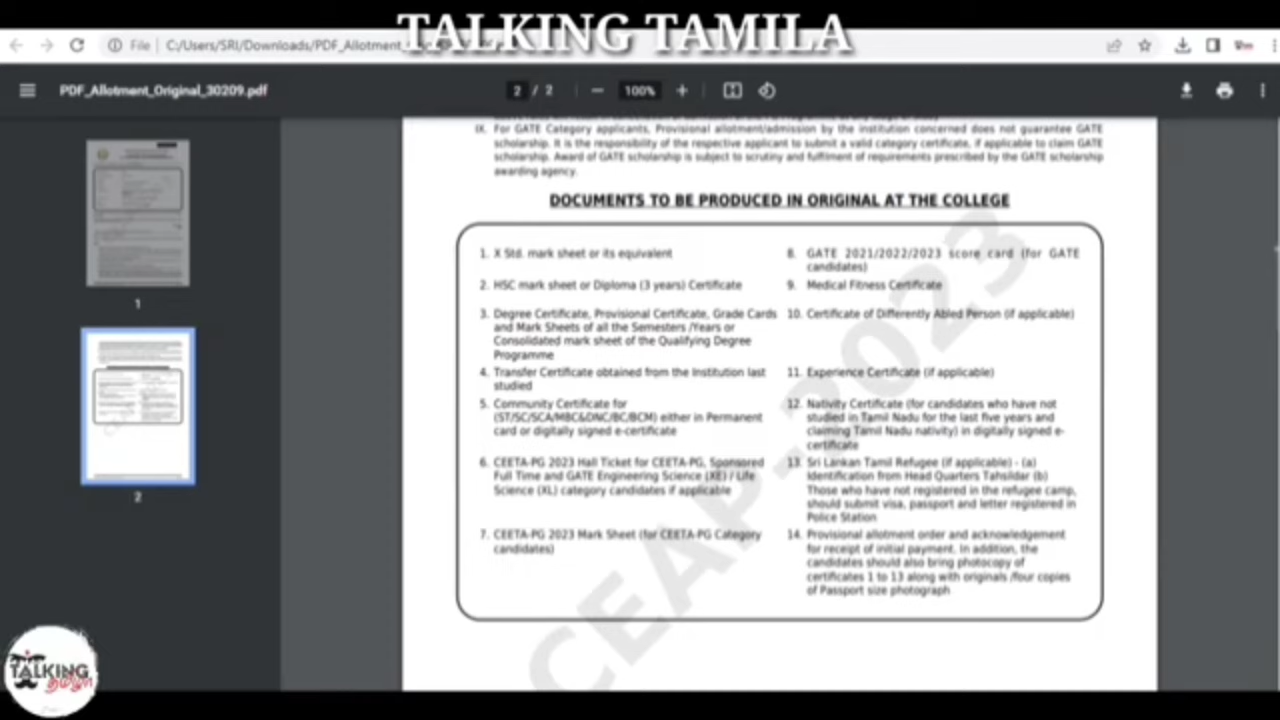 TALKING TAMILA
File
C:/Users/SRI/Downloads/PDF_Allotment_
PDF_Allotment_Original_30209.pdf
2 / 2
100%
IX. For GATE Category applicants, Provisional allotment/admission by the institution concerned does not guarantee GATE
scholarship. It is the responsibility of the respective applicant to submit a valid category certificate, if applicable to claim GATE
scholarship. Award of GATE scholarship is subject to scrutiny and fulfilment of requirements prescribed by the GATE scholarship
awarding agency.
DOCUMENTS TO BE PRODUCED IN ORIGINAL AT THE COLLEGE
1. X Std. mark sheet or its equivalent
2. HSC mark sheet or Diploma (3 years) Certificate
3. Degree Certificate, Provisional Certificate, Grade Cards
and Mark Sheets of all the Semesters /Years or
Consolidated mark sheet of the Qualifying Degree
Programme
4. Transfer Certificate obtained from the Institution last
studied
5. Community Certificate for
(ST/SC/SCA/MBC&DNC/BC/BCM) either in Permanent
card or digitally signed e-certificate
6. CEETA-PG 2023 Hall Ticket for CEETA-PG, Sponsored
Full Time and GATE Engineering Science (XE) / Life
Science (XL) category candidates if applicable
7. CEETA-PG 2023 Mark Sheet (for CEETA-PG Category
candidates)
8. GATE 2021/2022/2023 score card (for GATE
candidates)
9. Medical Fitness Certificate
10. Certificate of Differently Abled Person (if applicable)
11. Experience Certificate (if applicable)
12. Nativity Certificate (for candidates who have not
studied in Tamil Nadu for the last five years and
claiming Tamil Nadu nativity) in digitally signed e-
certificate
13. Sri Lankan Tamil Refugee (if applicable) - (a)
Identification from Head Quarters Tahsildar (b)
Those who have not registered in the refugee camp,
should submit visa, passport and letter registered in
Police Station
14. Provisional allotment order and acknowledgement
for receipt of initial payment. In addition, the
candidates should also bring photocopy of
certificates 1 to 13 along with originals /four copies
of Passport size photograph
CEAP-2023
1
2
TALKING
தமிழா